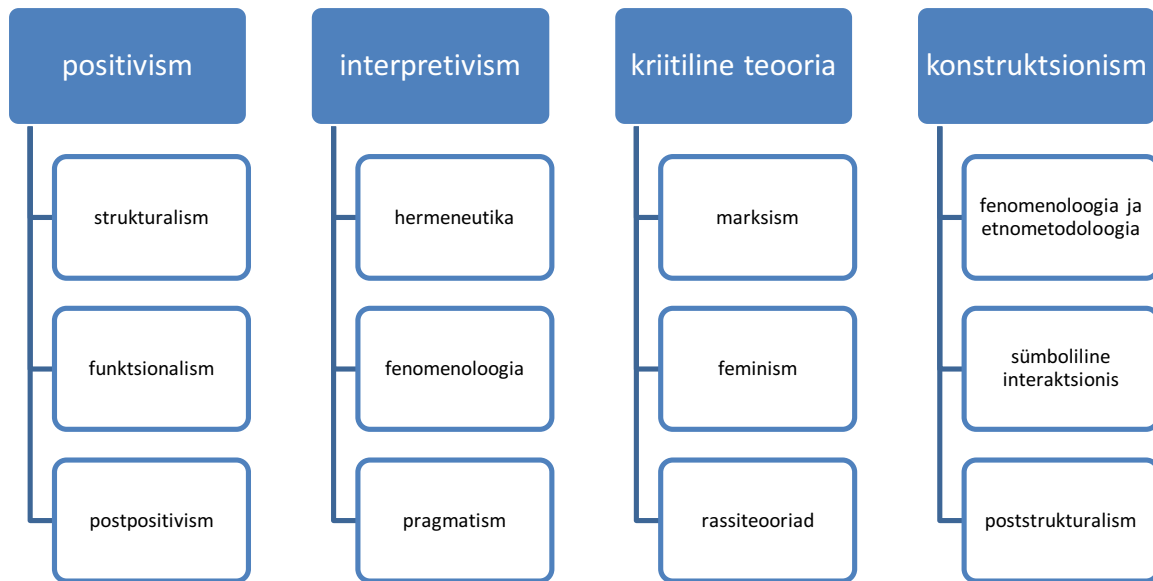 positivism
strukturalism
funktsionalism
postpositivism
interpretivism
hermeneutika
fenomenoloogia
pragmatism
kriitiline teooria
marksism
feminism
rassiteooriad
konstruktsionism
fenomenoloogia ja
etnometodoloogia
sümboliline
interaktsionis
poststrukturalism